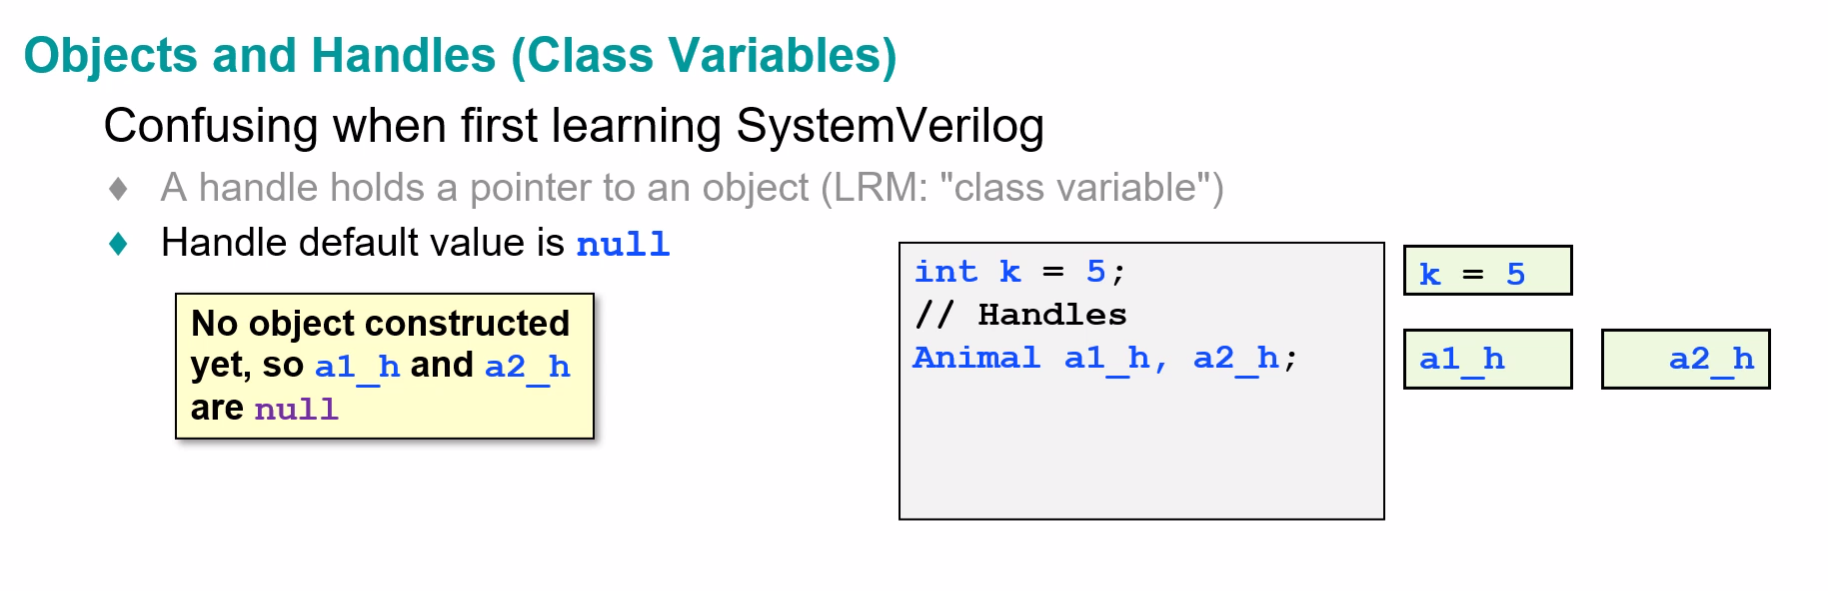 Objects and Handles (Class Variables)
Confusing when first learning SystemVerilog
♦ A handle holds a pointer to an object (LRM: "class variable")
♦ Handle default value is null
No object constructed
yet, so a1_h and a2_h
are null
int k = 5;
// Handles
Animal a1_h, a2_h;
k = 5
a1_h
a2_h